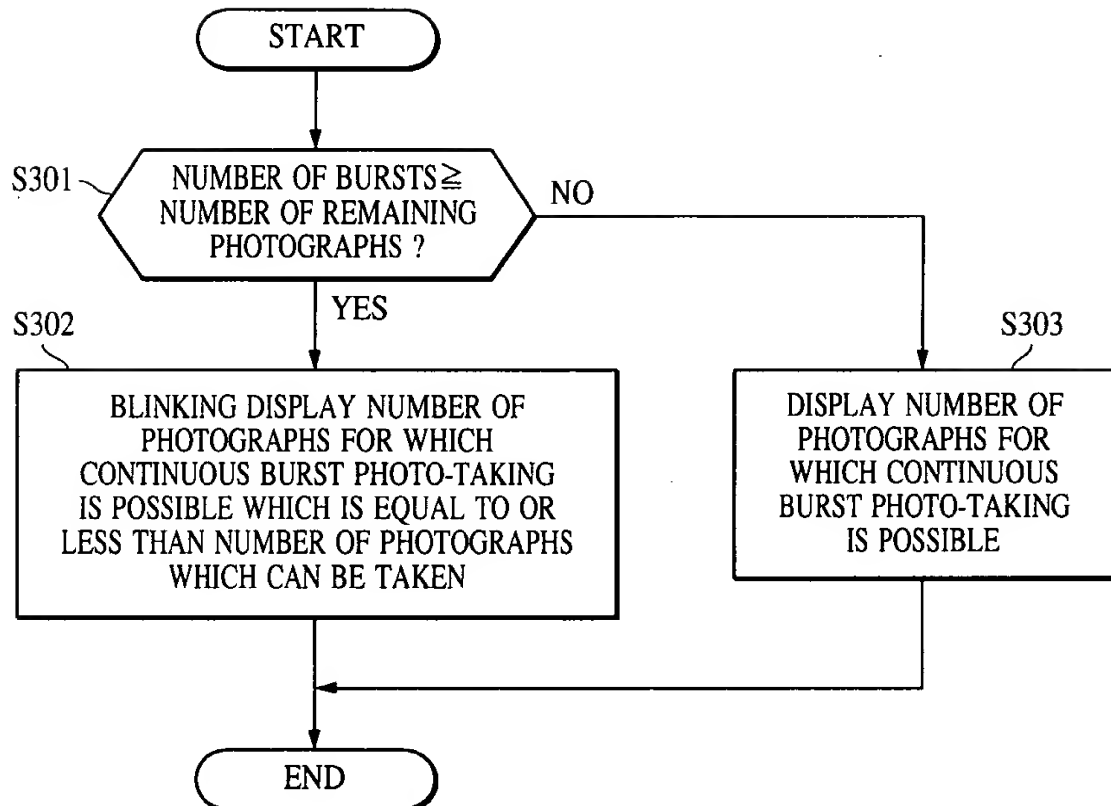 START
S301
NUMBER OF BURSTS≧
NUMBER OF REMAINING
PHOTOGRAPHS ?
NO
YES
S302
BLINKING DISPLAY NUMBER OF
PHOTOGRAPHS FOR WHICH
CONTINUOUS BURST PHOTO-TAKING
IS POSSIBLE WHICH IS EQUAL TO OR
LESS THAN NUMBER OF PHOTOGRAPHS
WHICH CAN BE TAKEN
S303
DISPLAY NUMBER OF
PHOTOGRAPHS FOR
WHICH CONTINUOUS
BURST PHOTO-TAKING
IS POSSIBLE
END